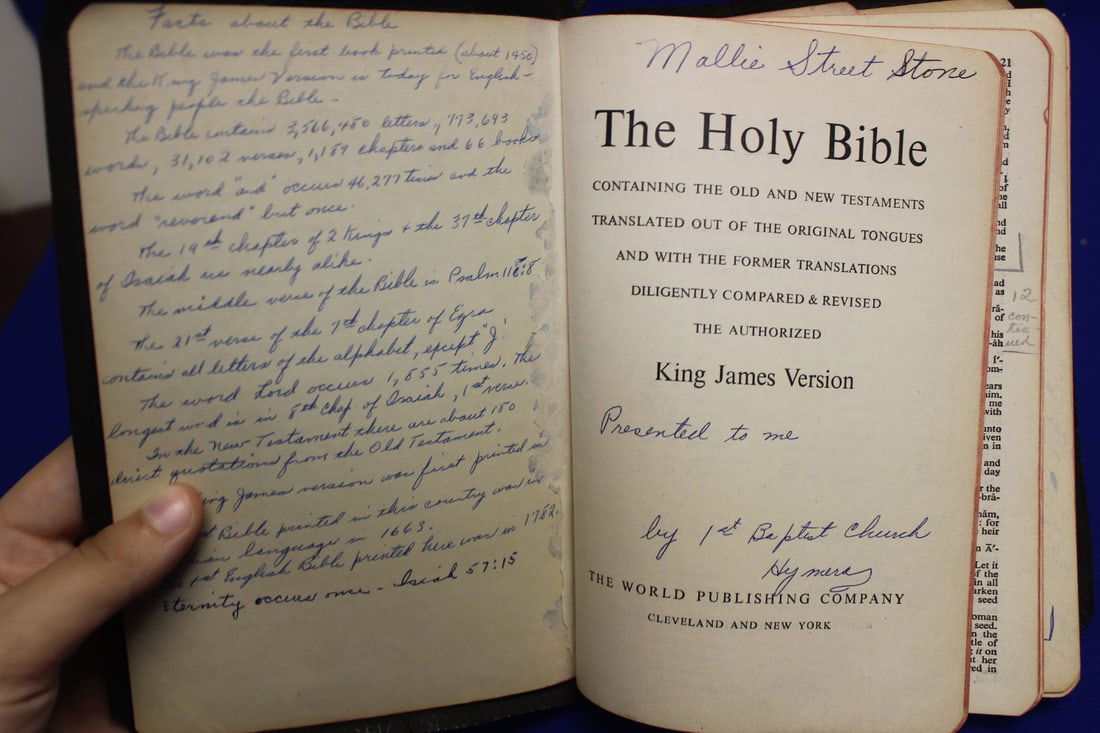 Facts about the Bible
The Bible was the first book printed (about 1450)
and the King James Version is today for English-
speaking people the Bible -
The Bible contains 3,566,480 letters, 773,693
words, 31,102 verses, 1,189 chapters and 66 books
The word "and" occurs 46,277 times and the
word "reverend" but once.
The 19th chapter of 2 Kings + the 37th chapter
of Isaiah is nearly alike.
The middle verse of the Bible is Psalm 118:8.
The 21st verse of the 7th chapter of Ezra
contains all letters of the alphabet, except "J".
The word Lord occurs 1,855 times. The
longest word is in 8th Chap. of Isaiah, 1st verse.
In the New Testament there are about 180
direct quotations from the Old Testament.
James version was first printed in
Bible printed in this country was in
language in 1663.
1st English Bible printed here was in 1782.
Eternity occurs once - Isiah 57:15
Mallie Street Stone
The Holy Bible
CONTAINING THE OLD AND NEW TESTAMENTS
TRANSLATED OUT OF THE ORIGINAL TONGUES
AND WITH THE FORMER TRANSLATIONS
DILIGENTLY COMPARED & REVISED
THE AUTHORIZED
King James Version
Presented to me
by 1st Baptist Church
Hymera
THE WORLD PUBLISHING COMPANY
CLEVELAND AND NEW YORK
21
12
con-
tin-
ued